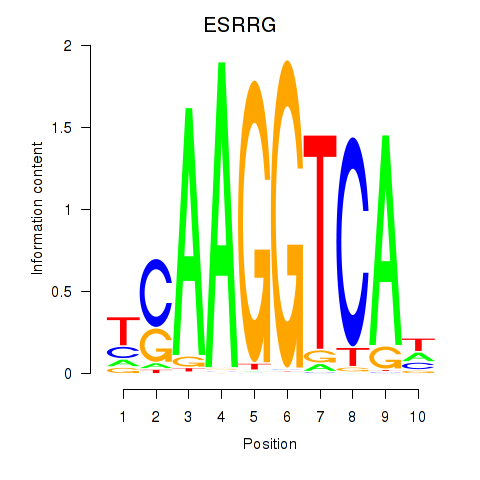 ESRRG
2
1.5
1
0.5
0
Information content
TCAAGGTCAT
1 2 3 4 5 6 7 8 9 10
Position